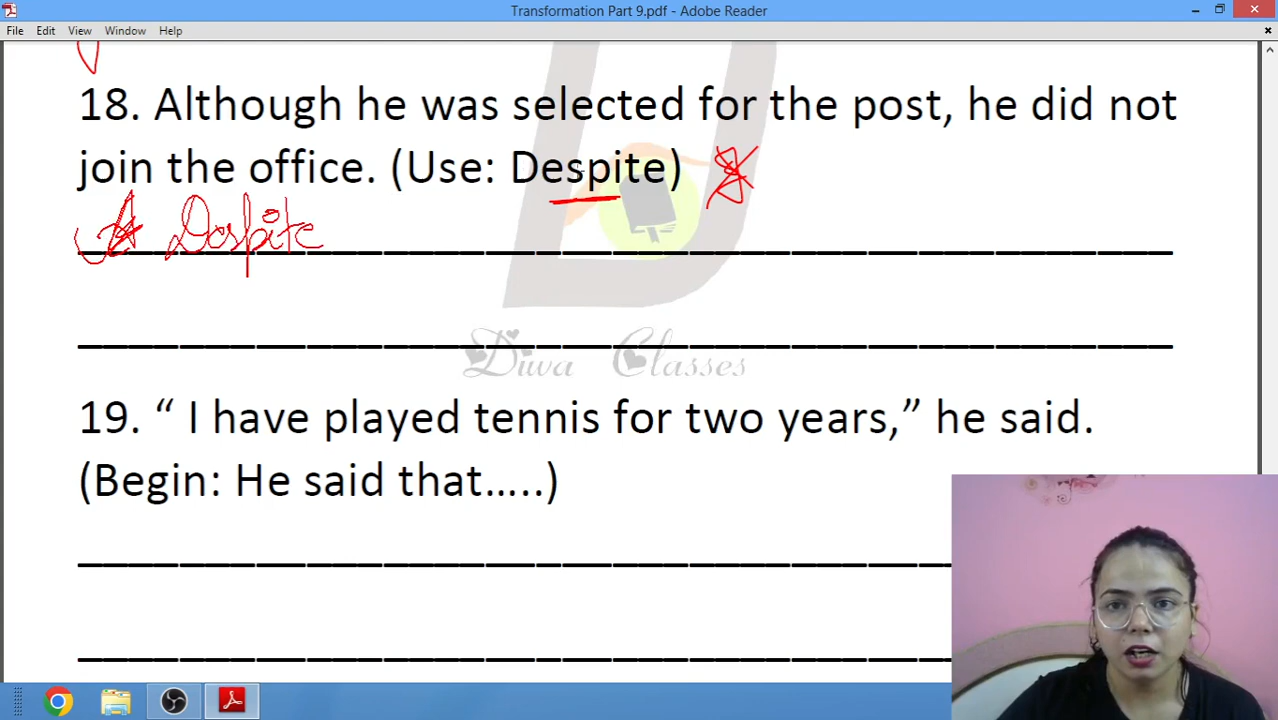 Transformation Part 9.pdf - Adobe Reader
File Edit View Window Help
18. Although he was selected for the post, he did not
join the office. (Use: Despite)
Despite
Diwa Classes
19. “ I have played tennis for two years,” he said.
(Begin: He said that…..)